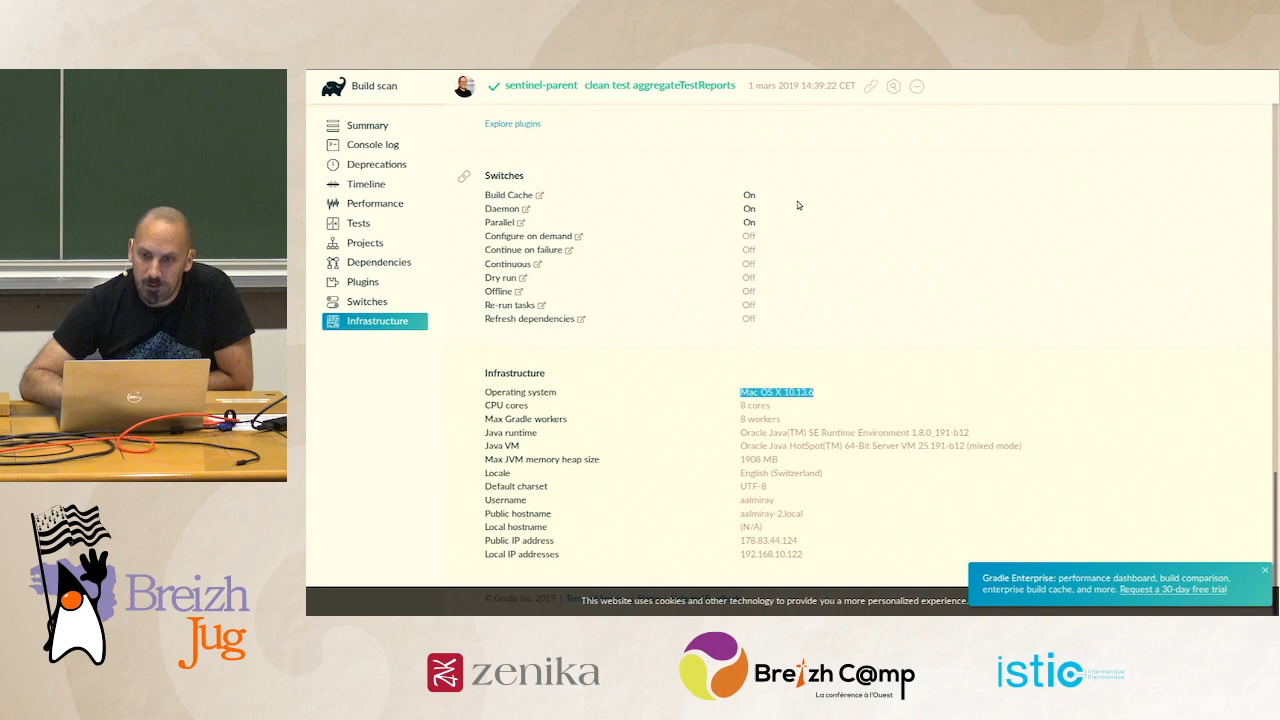 Build scan
sentinel-parent clean test aggregateTestReports 1 mars 2019 14:39:22 CET
Summary
Console log
Deprecations
Timeline
Performance
Tests
Projects
Dependencies
Plugins
Switches
Infrastructure
Explore plugins
Switches
Build Cache On
Daemon On
Parallel On
Configure on demand Off
Continue on failure Off
Continuous Off
Dry run Off
Offline Off
Re-run tasks Off
Refresh dependencies Off
Infrastructure
Operating system Mac OS X 10.13.6
CPU cores 8 cores
Max Gradle workers 8 workers
Java runtime Oracle Java(TM) SE Runtime Environment 1.8.0_191-b12
Java VM Oracle Java HotSpot(TM) 64-Bit Server VM 25.191-b12 (mixed mode)
Max JVM memory heap size 1908 MB
Locale English (Switzerland)
Default charset UTF-8
Username aalmiray
Public hostname aalmiray-2.local
Local hostname (N/A)
Public IP address 178.83.44.124
Local IP addresses 192.168.10.122
Gradle Enterprise: performance dashboard, build comparison,
enterprise build cache, and more. Request a 30-day free trial
© Gradle Inc. 2019 |
This website uses cookies and other technology to provide you a more personalized experience.
DELL
Breizh
Jug
zenika
Breizh C@mp
La conférence à l'Ouest
istic
Informatique
Électronique